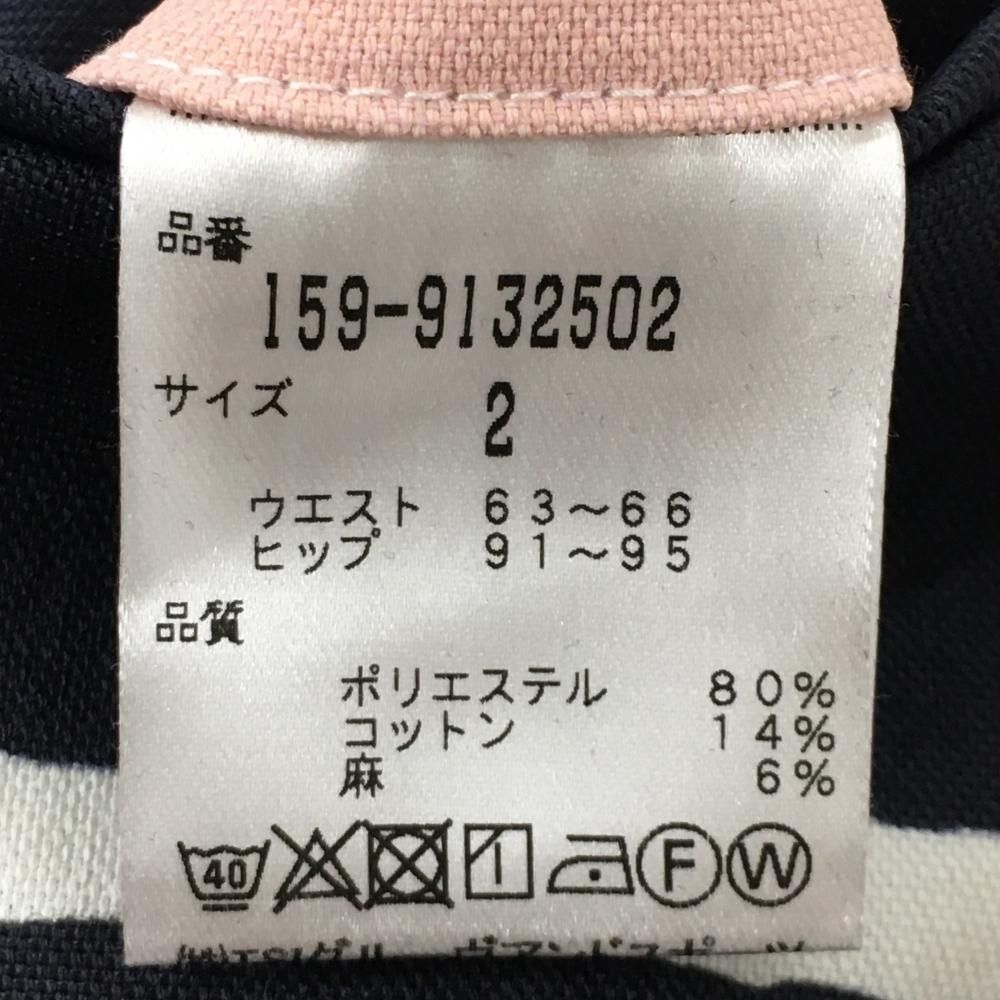 品番
159-9132502
サイズ 2
ウエスト 63～66
ヒップ 91～95
品質
ポリエステル 80%
コットン 14%
麻 6%
40 F W